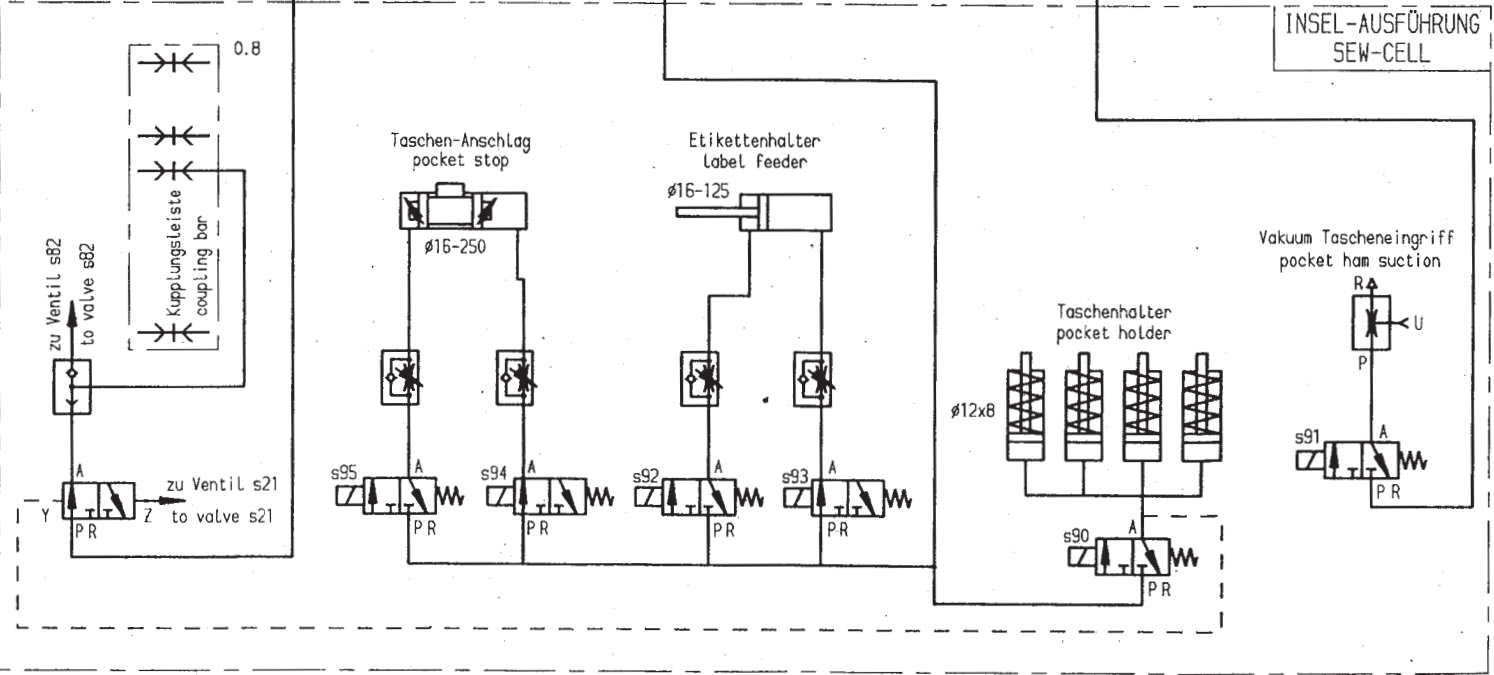 INSEL-AUSFÜHRUNG
SEW-CELL
0.8
Kupplungsleiste
coupling bar
zu Ventil s82
to valve s82
A
Y
Z
P R
zu Ventil s21
to valve s21
Taschen-Anschlag
pocket stop
ø16-250
s95
A
P R
s94
A
P R
Etikettenhalter
label feeder
ø16-125
s92
A
P R
s93
A
P R
Taschenhalter
pocket holder
ø12x8
s90
A
P R
Vakuum Tascheneingriff
pocket ham suction
R
U
P
s91
A
P R